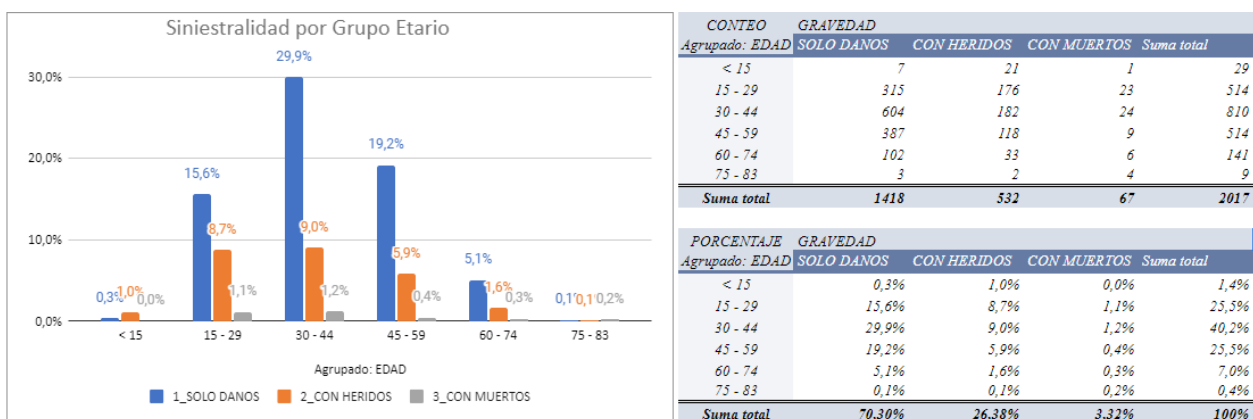 Siniestralidad por Grupo Etario
30,0%
20,0%
10,0%
0,0%
0,3%
1,0%
0,0%
15,6%
8,7%
1,1%
29,9%
9,0%
1,2%
19,2%
5,9%
0,4%
5,1%
1,6%
0,3%
0,1%
0,1%
0,2%
< 15
15 - 29
30 - 44
45 - 59
60 - 74
75 - 83
Agrupado: EDAD
1_SOLO DANOS 2_CON HERIDOS 3_CON MUERTOS
CONTEO GRAVEDAD
Agrupado: EDAD SOLO DANOS CON HERIDOS CON MUERTOS Suma total
< 15 7 21 1 29
15 - 29 315 176 23 514
30 - 44 604 182 24 810
45 - 59 387 118 9 514
60 - 74 102 33 6 141
75 - 83 3 2 4 9
Suma total 1418 532 67 2017
PORCENTAJE GRAVEDAD
Agrupado: EDAD SOLO DANOS CON HERIDOS CON MUERTOS Suma total
< 15 0,3% 1,0% 0,0% 1,4%
15 - 29 15,6% 8,7% 1,1% 25,5%
30 - 44 29,9% 9,0% 1,2% 40,2%
45 - 59 19,2% 5,9% 0,4% 25,5%
60 - 74 5,1% 1,6% 0,3% 7,0%
75 - 83 0,1% 0,1% 0,2% 0,4%
Suma total 70,30% 26,38% 3,32% 100%